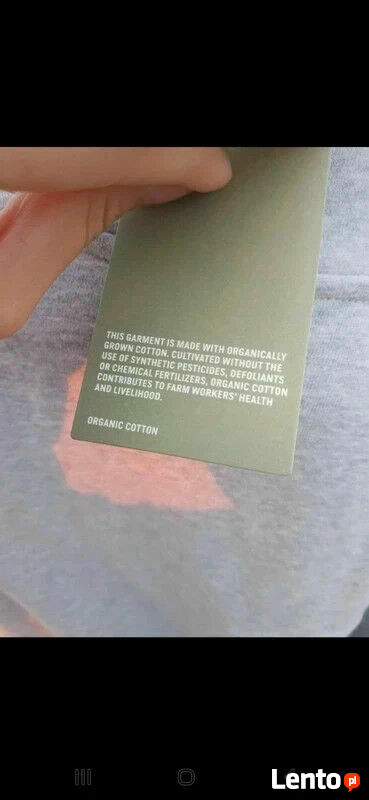 THIS GARMENT IS MADE WITH ORGANICALLY
GROWN COTTON. CULTIVATED WITHOUT THE
USE OF SYNTHETIC PESTICIDES, DEFOLIANTS
OR CHEMICAL FERTILIZERS, ORGANIC COTTON
CONTRIBUTES TO FARM WORKERS' HEALTH
AND LIVELIHOOD.
ORGANIC COTTON
Lento pl